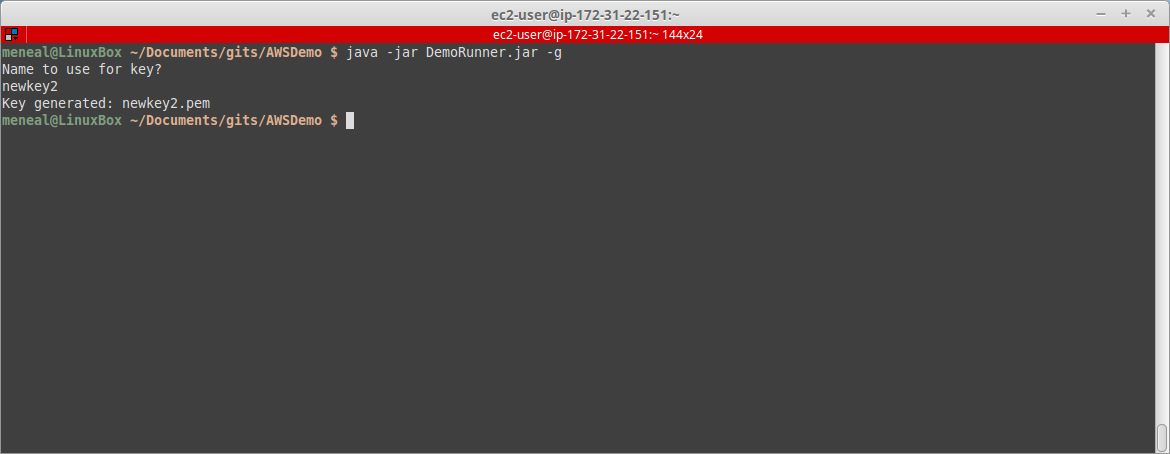 ec2-user@ip-172-31-22-151:~
ec2-user@ip-172-31-22-151:~ 144x24
meneal@LinuxBox ~/Documents/gits/AWSDemo $ java -jar DemoRunner.jar -g
Name to use for key?
newkey2
Key generated: newkey2.pem
meneal@LinuxBox ~/Documents/gits/AWSDemo $